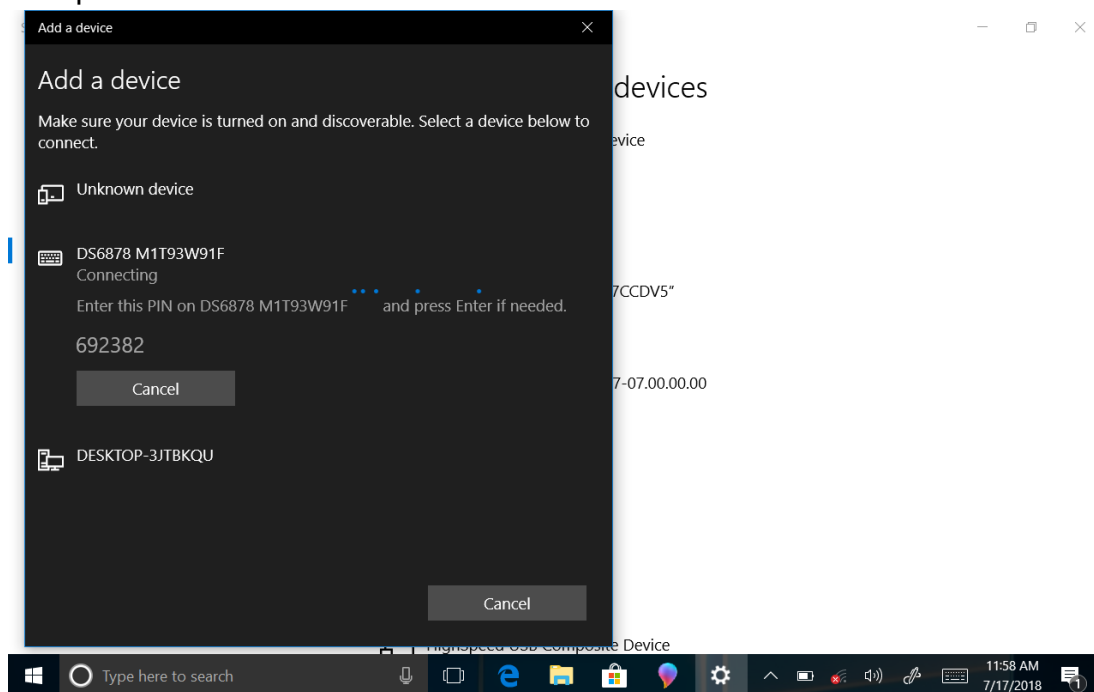 Add a device
Add a device
Make sure your device is turned on and discoverable. Select a device below to
connect.
Unknown device
DS6878 M1T93W91F
Connecting
Enter this PIN on DS6878 M1T93W91F and press Enter if needed.
692382
Cancel
DESKTOP-3JTBKQU
Cancel
devices
evice
7CCDV5"
7-07.00.00.00
HighSpeed USB Composite Device
Type here to search
11:58 AM
7/17/2018
1